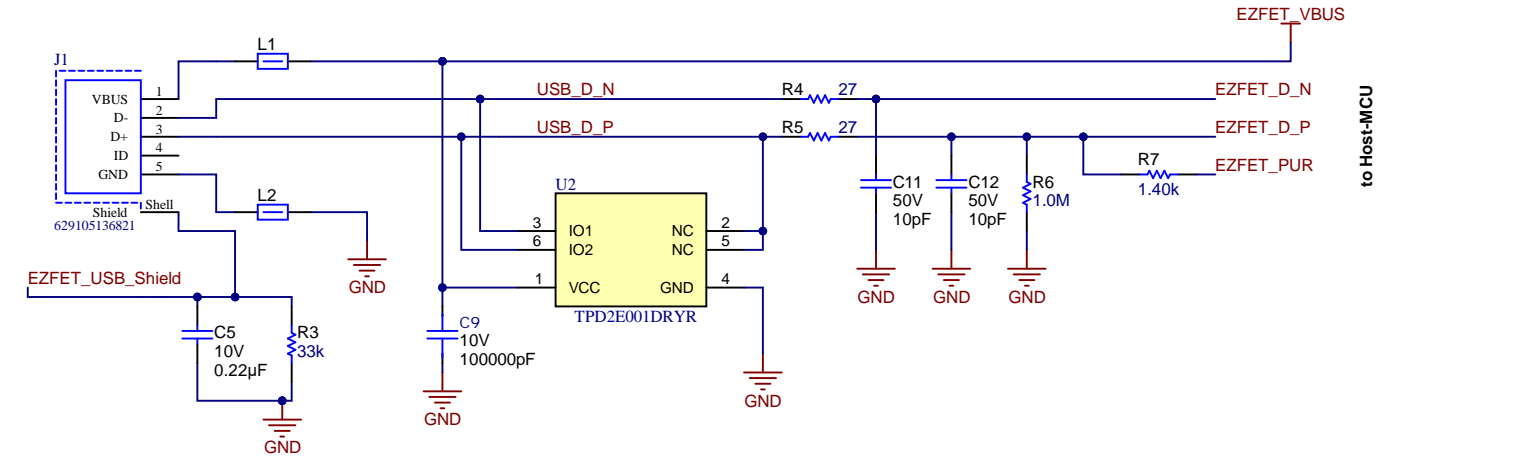 EZFET_VBUS
L1
J1
VBUS 1
D- 2
D+ 3
ID 4
GND 5
Shield Shell
629105136821
USB_D_N
R4 27
EZFET_D_N
USB_D_P
R5 27
EZFET_D_P
R7
1.40k
EZFET_PUR
to Host-MCU
L2
GND
U2
3 IO1 NC 2
6 IO2 NC 5
1 VCC GND 4
TPD2E001DRYR
C11
50V
10pF
GND
C12
50V
10pF
GND
R6
1.0M
GND
EZFET_USB_Shield
C5
10V
0.22µF
R3
33k
GND
C9
10V
100000pF
GND
GND